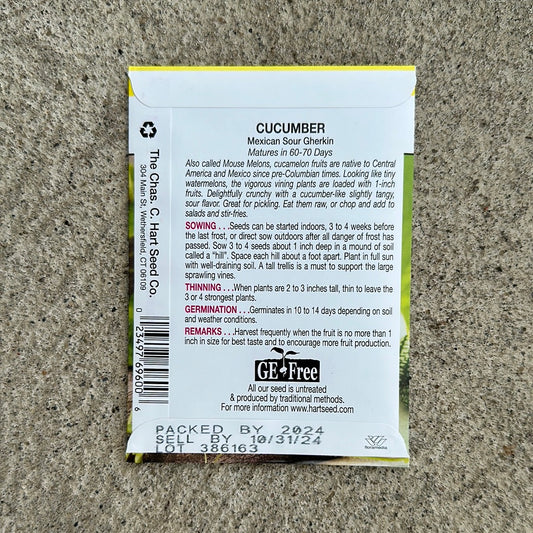 CUCUMBER
Mexican Sour Gherkin
Matures in 60-70 Days
Also called Mouse Melons, cucamelon fruits are native to Central
America and Mexico since pre-Columbian times. Looking like tiny
watermelons, the vigorous vining plants are loaded with 1-inch
fruits. Delightfully crunchy with a cucumber-like slightly tangy,
sour flavor. Great for pickling. Eat them raw, or chop and add to
salads and stir-fries.
SOWING . . .Seeds can be started indoors, 3 to 4 weeks before
the last frost, or direct sow outdoors after all danger of frost has
passed. Sow 3 to 4 seeds about 1 inch deep in a mound of soil
called a "hill". Space each hill about a foot apart. Plant in full sun
with well-draining soil. A tall trellis is a must to support the large
sprawling vines.
THINNING . . .When plants are 2 to 3 inches tall, thin to leave the
3 or 4 strongest plants.
GERMINATION . . .Germinates in 10 to 14 days depending on soil
and weather conditions.
REMARKS . . .Harvest frequently when the fruit is no more than 1
inch in size for best taste and to encourage more fruit production.
GE Free
All our seed is untreated
& produced by traditional methods.
For more information www.hartseed.com
PACKED BY 2024
SELL BY 10/31/24
LOT 386163
floramedia
The Chas. C. Hart Seed Co.
304 Main St, Wethersfield, CT 06109
0 23497 69600 6